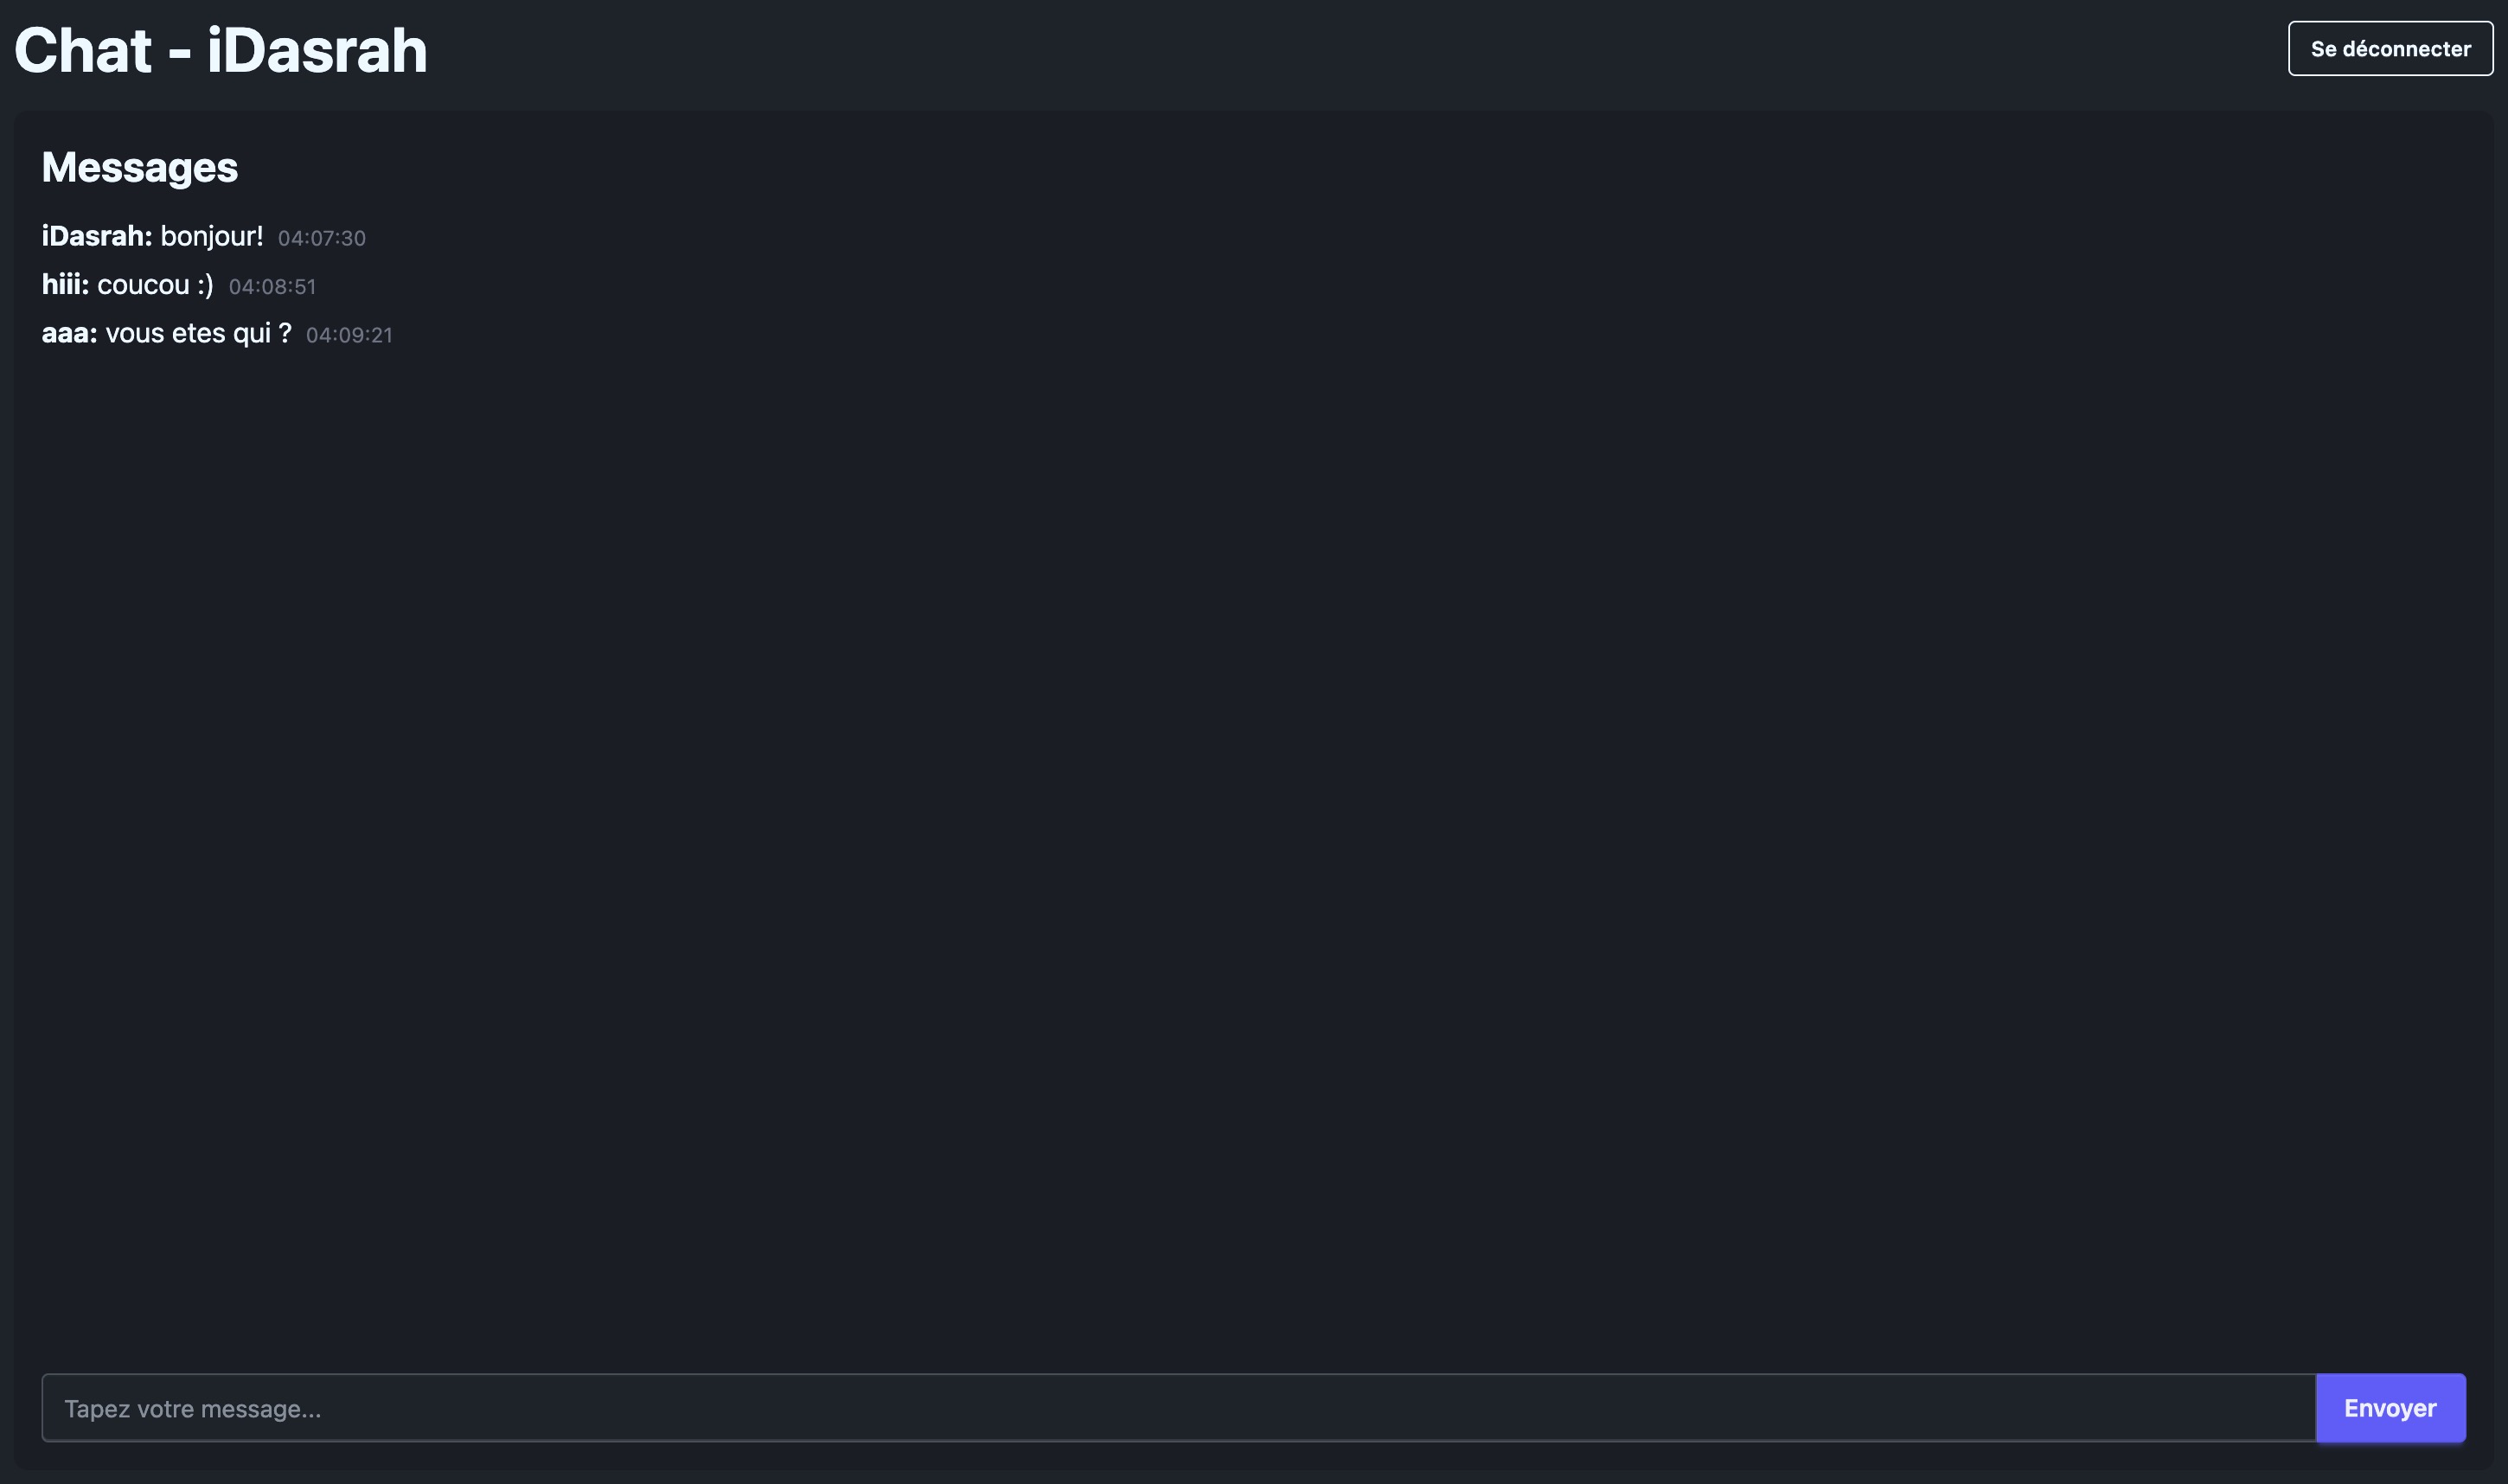 Chat - iDasrah
Se déconnecter
Messages
iDasrah: bonjour! 04:07:30
hiii: coucou :) 04:08:51
aaa: vous etes qui ? 04:09:21
Tapez votre message...
Envoyer